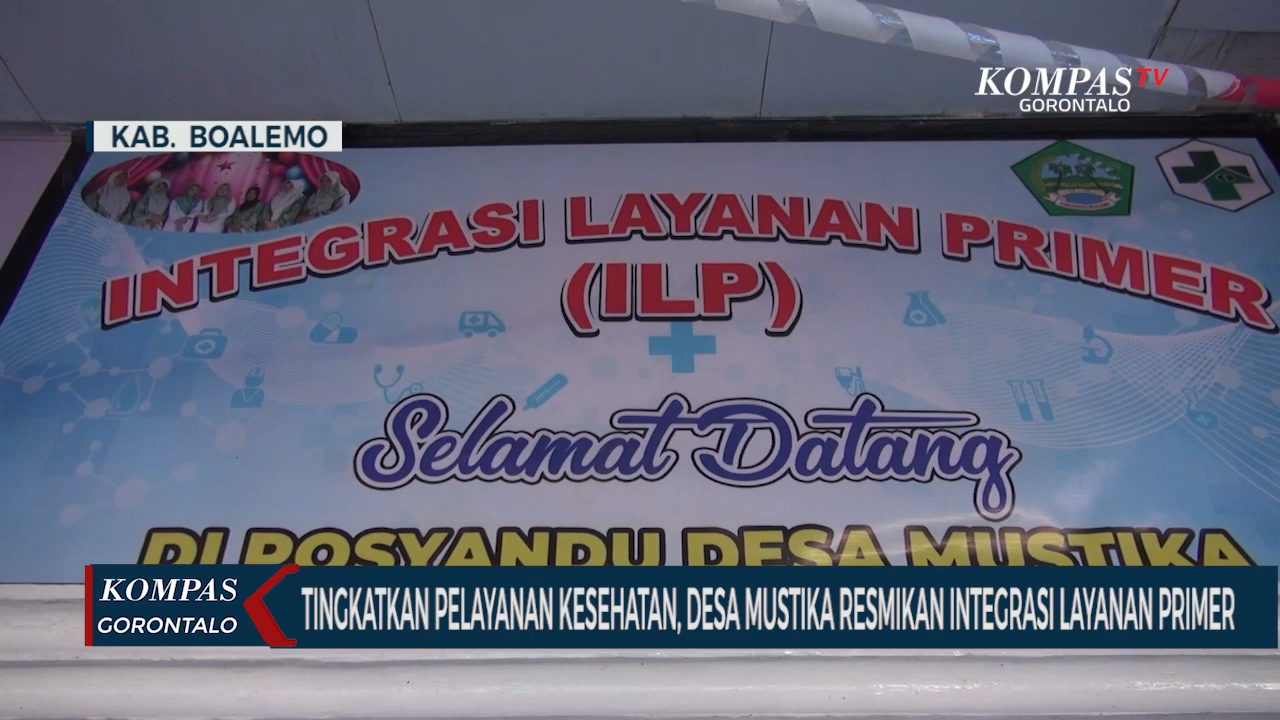 KOMPAS TV
GORONTALO
KAB. BOALEMO
INTEGRASI LAYANAN PRIMER
(ILP)
Selamat Datang
DI POSYANDU DESA MUSTIKA
KOMPAS
GORONTALO
TINGKATKAN PELAYANAN KESEHATAN, DESA MUSTIKA RESMIKAN INTEGRASI LAYANAN PRIMER